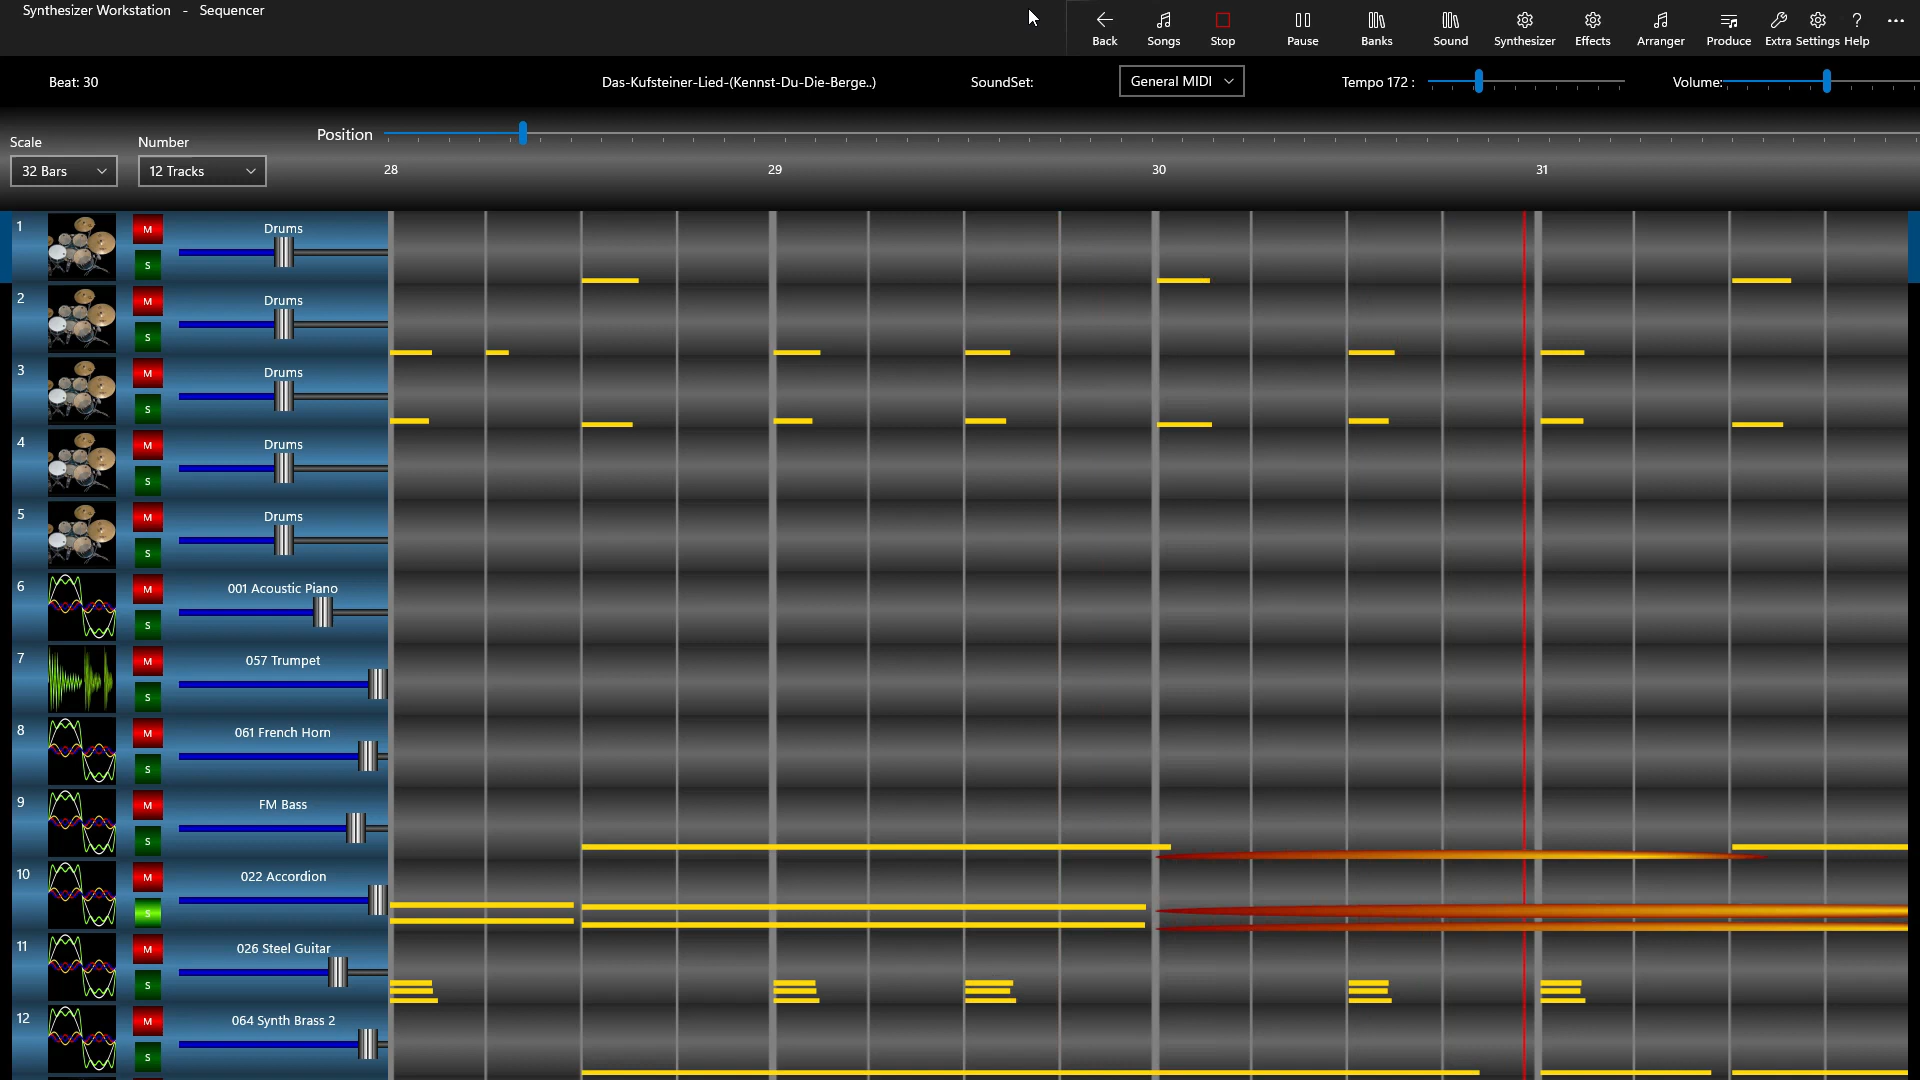 Synthesizer Workstation - Sequencer
Back Songs Stop Pause Banks Sound Synthesizer Effects Arranger Produce Extra Settings Help
Beat: 30 Das-Kufsteiner-Lied-(Kennst-Du-Die-Berge..) SoundSet: General MIDI Tempo 172 : Volume:
Scale Number Position
32 Bars 12 Tracks
28 29 30 31
1 M Drums
S
2 M Drums
S
3 M Drums
S
4 M Drums
S
5 M Drums
S
6 M 001 Acoustic Piano
S
7 M 057 Trumpet
S
8 M 061 French Horn
S
9 M FM Bass
S
10 M 022 Accordion
S
11 M 026 Steel Guitar
S
12 M 064 Synth Brass 2
S